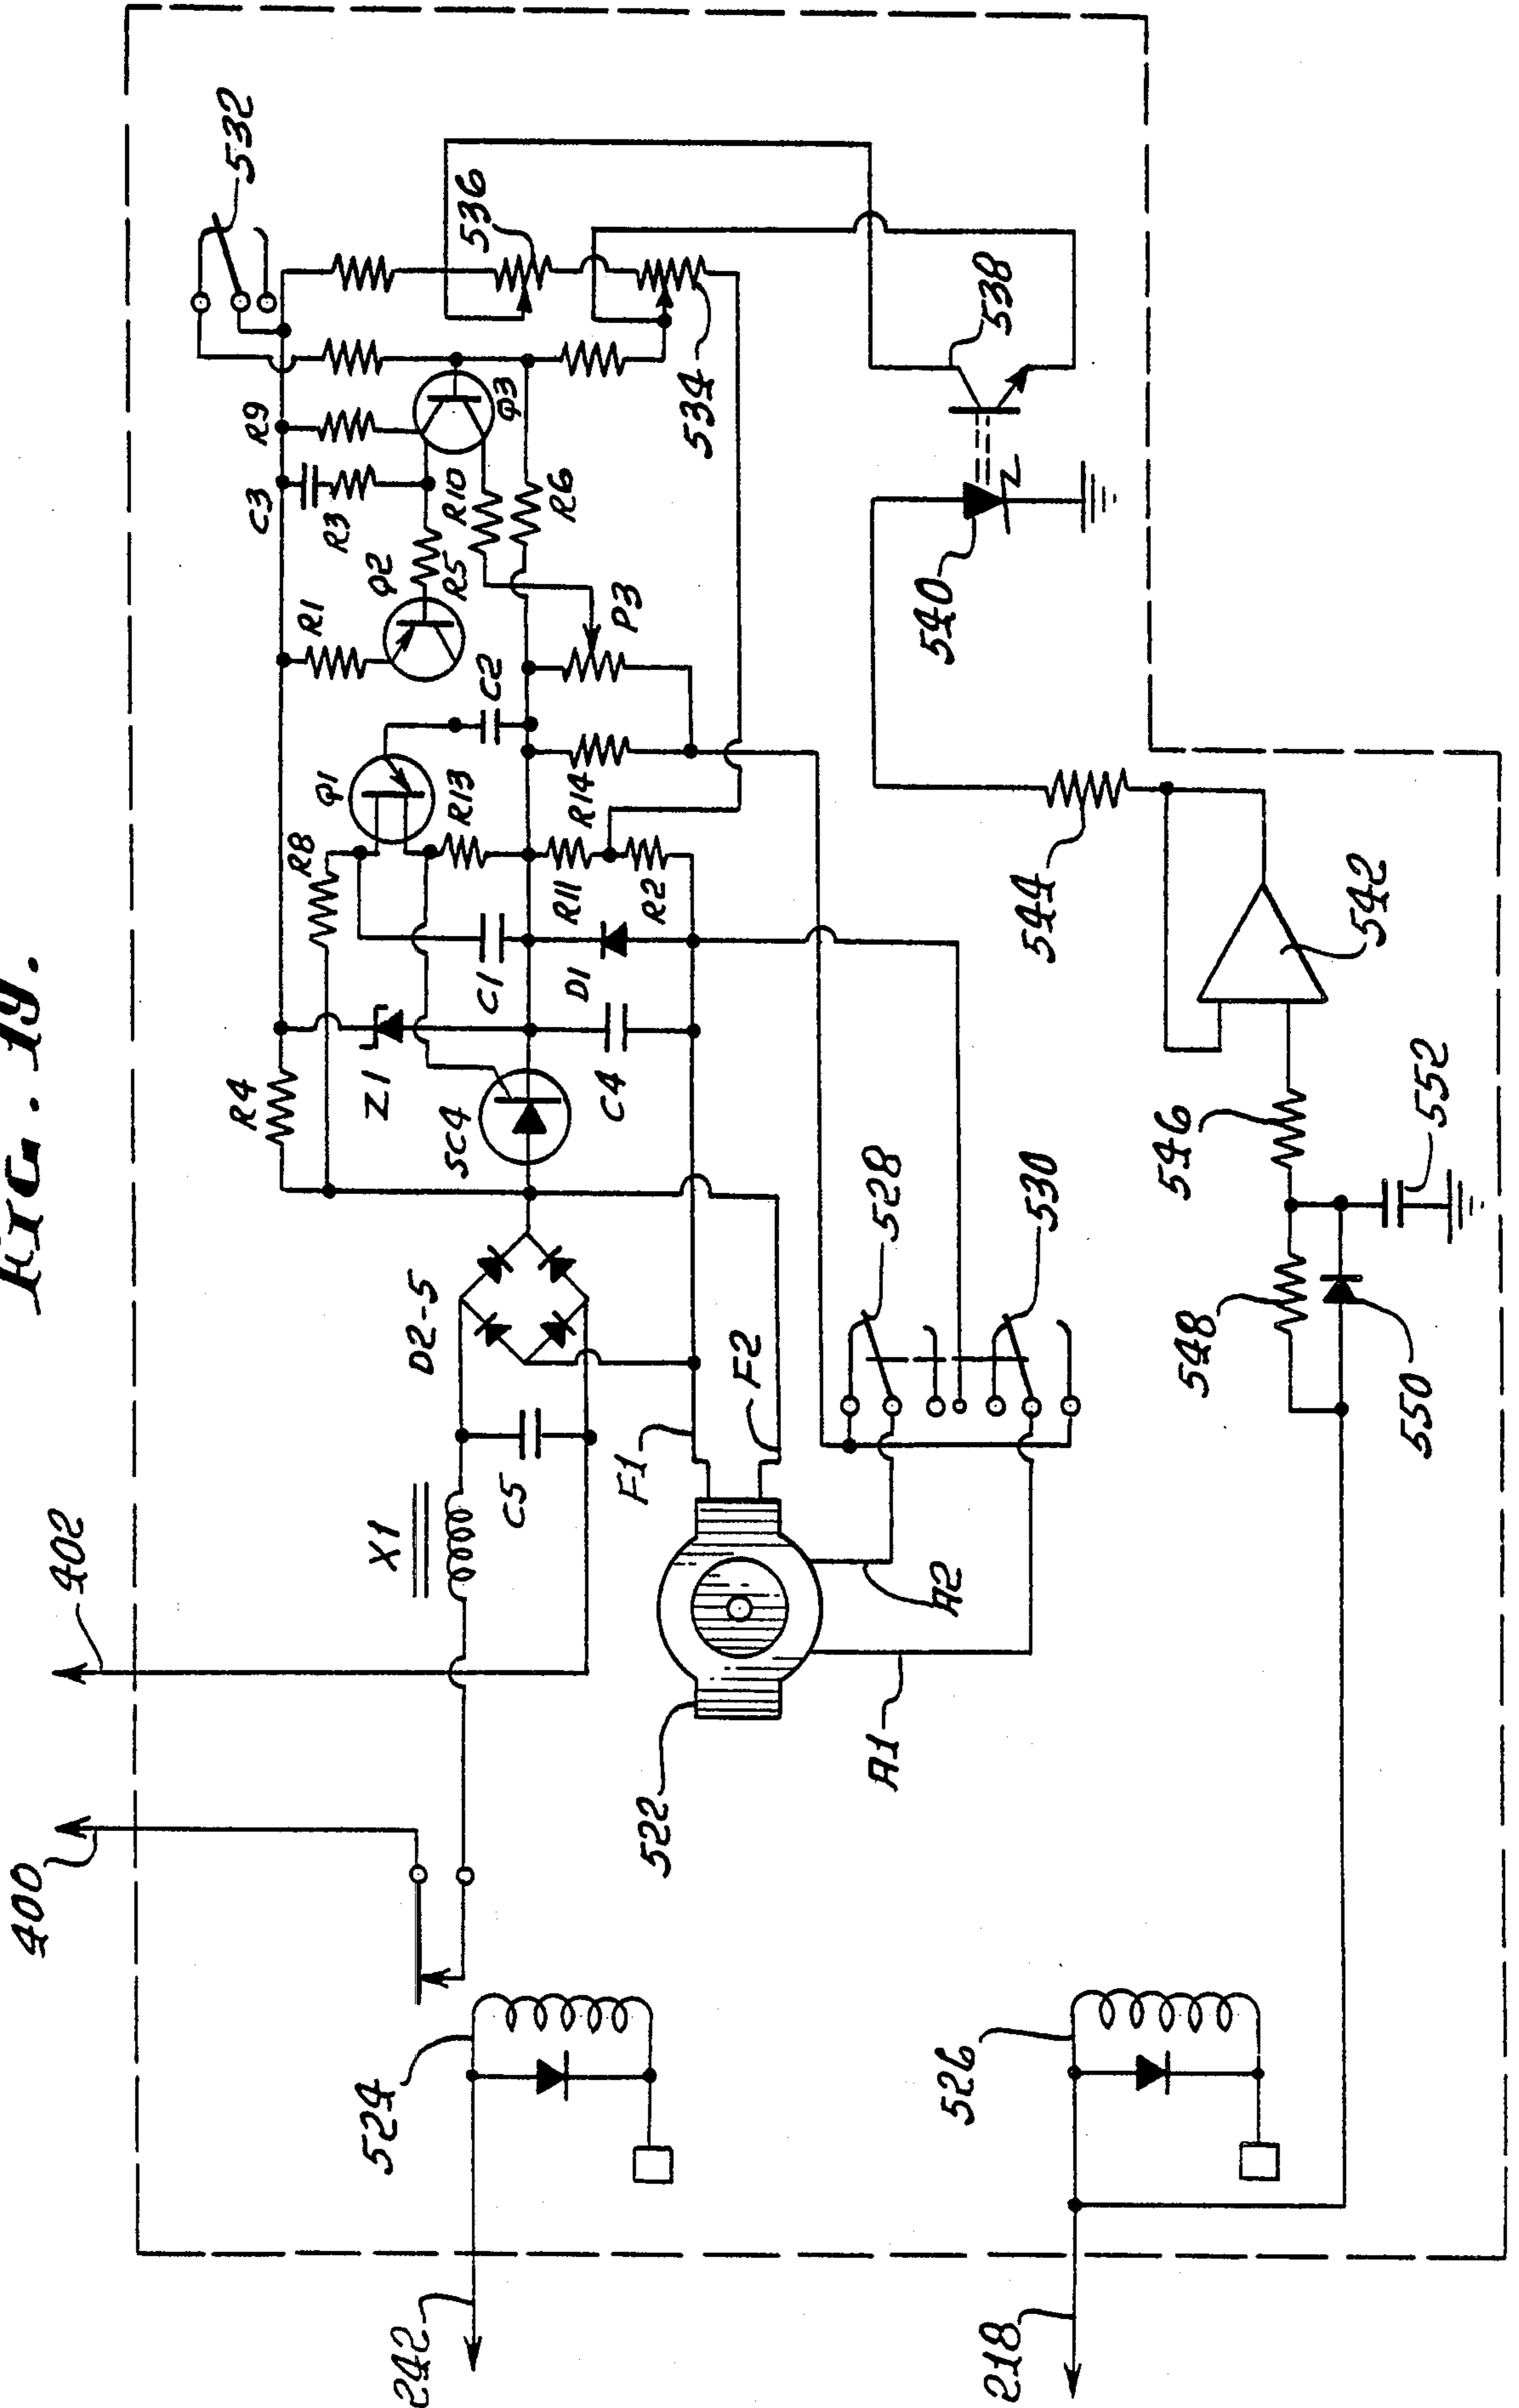 FIG. 19.
400
402
242
524
X1
C5
D2-5
R4
SC4
Z1
C4
C1
D1
R8
Q1
R13
R11
R2
R14
C2
R1
Q2
R5
P3
C3
R3
R9
R10
R6
Q3
532
536
534
538
540
522
F1
F2
A1
A2
528
530
526
218
548
550
546
552
542
544